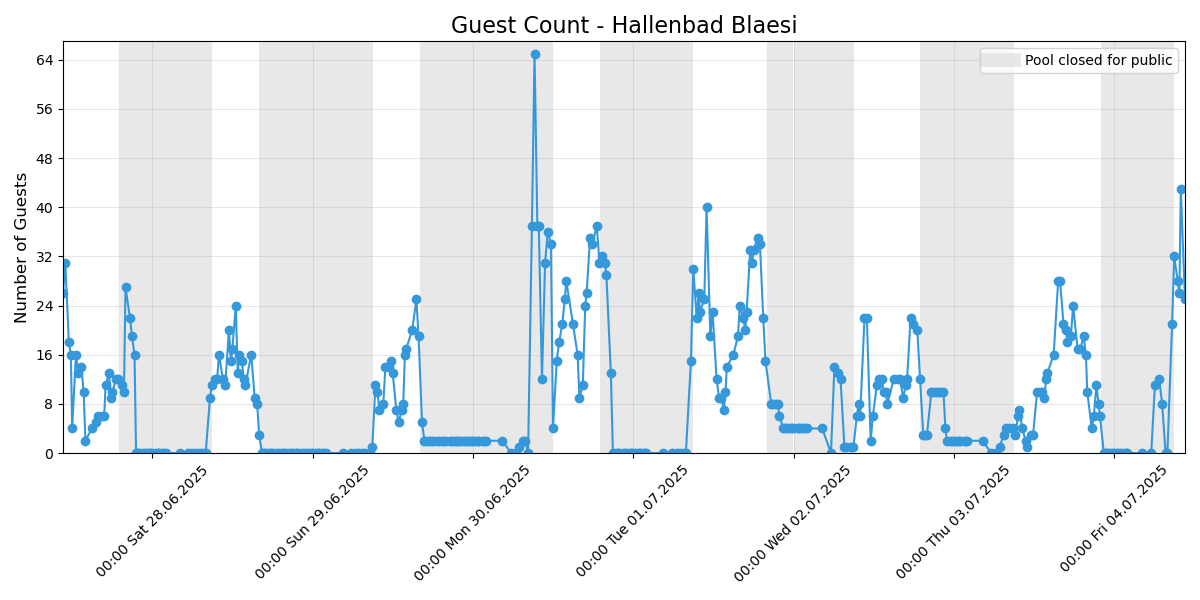 Guest Count - Hallenbad Blaesi
Pool closed for public
Number of Guests
64
56
48
40
32
24
16
8
0
00:00 Sat 28.06.2025
00:00 Sun 29.06.2025
00:00 Mon 30.06.2025
00:00 Tue 01.07.2025
00:00 Wed 02.07.2025
00:00 Thu 03.07.2025
00:00 Fri 04.07.2025